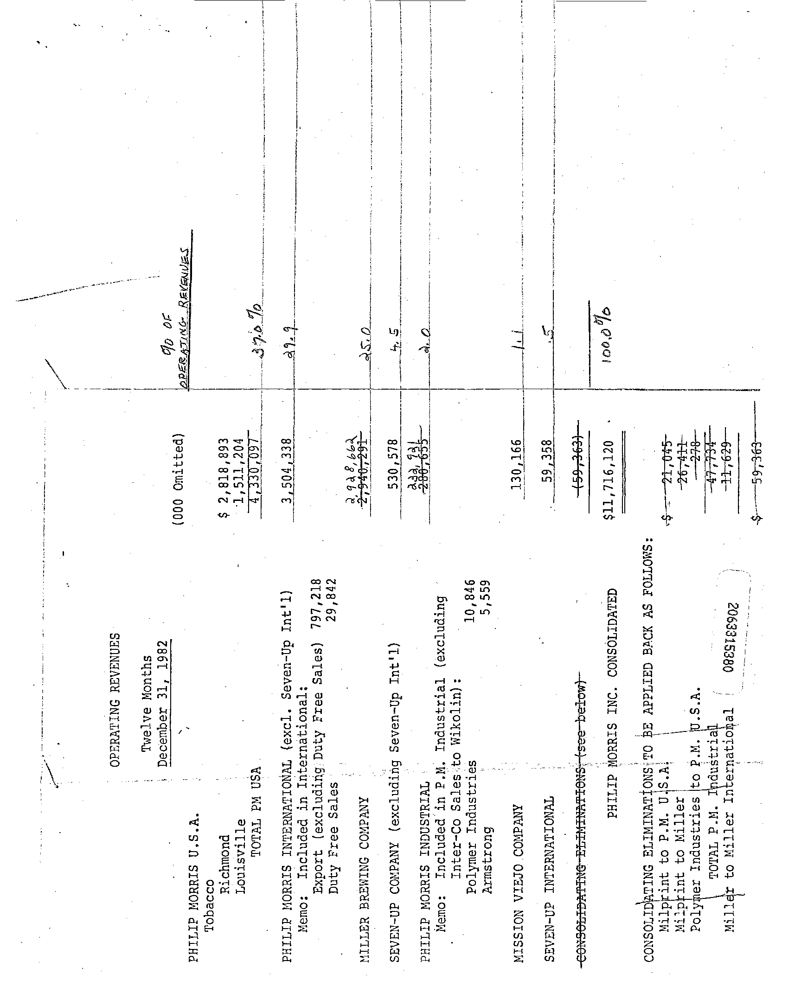 OPERATING REVENUES
Twelve Months
December 31, 1982
(000 Omitted)
% OF
OPERATING REVENUES
PHILIP MORRIS U.S.A.
Tobacco
Richmond $ 2,818,893
Louisville 1,511,204
TOTAL PM USA 4,330,097 37.0%
PHILIP MORRIS INTERNATIONAL (excl. Seven-Up Int'l) 3,504,338 29.9
Memo: Included in International:
Export (excluding Duty Free Sales) 797,218
Duty Free Sales 29,842
2,928,662
MILLER BREWING COMPANY 2,940,291 25.0
SEVEN-UP COMPANY (excluding Seven-Up Int'l) 530,578 4.5
232,921
PHILIP MORRIS INDUSTRIAL 280,655 2.0
Memo: Included in P.M. Industrial (excluding
Inter-Co Sales to Wikolin):
Polymer Industries 10,846
Armstrong 5,559
MISSION VIEJO COMPANY 130,166 1.1
SEVEN-UP INTERNATIONAL 59,358 .5
CONSOLIDATING ELIMINATIONS (see below) (59,363)
PHILIP MORRIS INC. CONSOLIDATED $11,716,120 100.0%
CONSOLIDATING ELIMINATIONS TO BE APPLIED BACK AS FOLLOWS:
Milprint to P.M. U.S.A. $ 21,045
Milprint to Miller 26,411
Polymer Industries to P.M. U.S.A. 278
TOTAL P.M. Industrial 47,734
Miller to Miller International 11,629
$ 59,363
2063315380